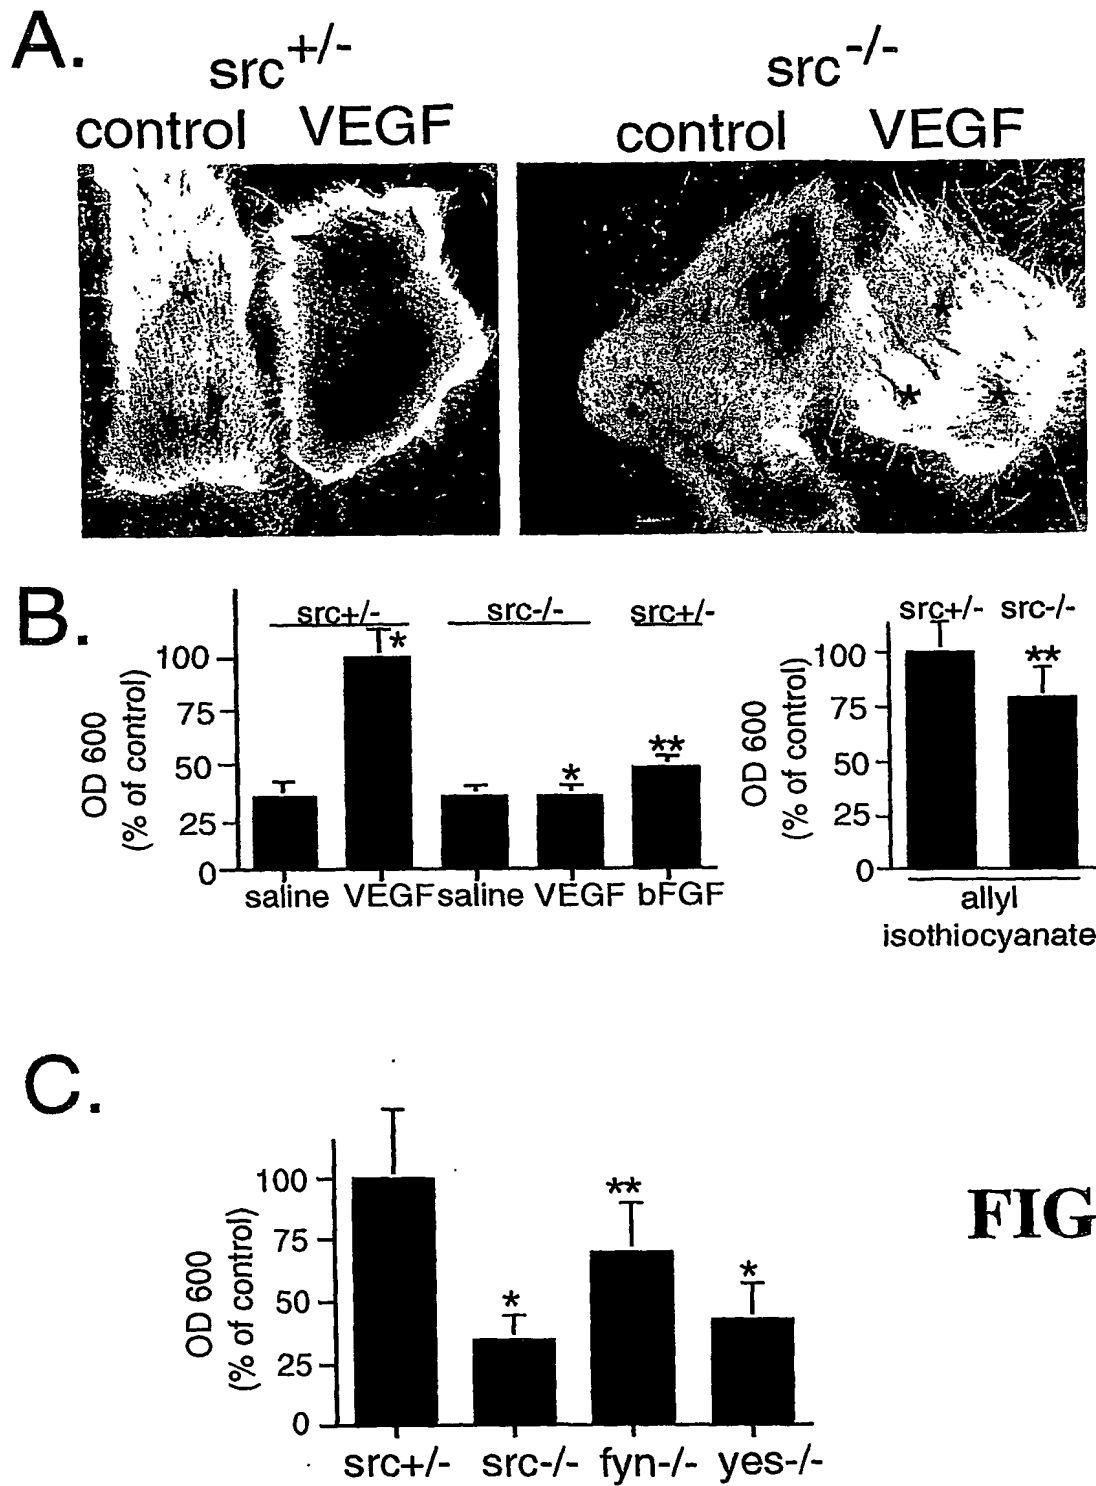 A.
src+/- src-/-
control VEGF control VEGF
* * * *
B.
src+/- src-/- src+/-
* * **
OD 600
(% of control)
100
75
50
25
0
saline VEGF saline VEGF bFGF
src+/- src-/-
**
OD 600
(% of control)
100
75
50
25
0
allyl
isothiocyanate
C.
* ** *
OD 600
(% of control)
100
75
50
25
0
src+/- src-/- fyn-/- yes-/-
FIG